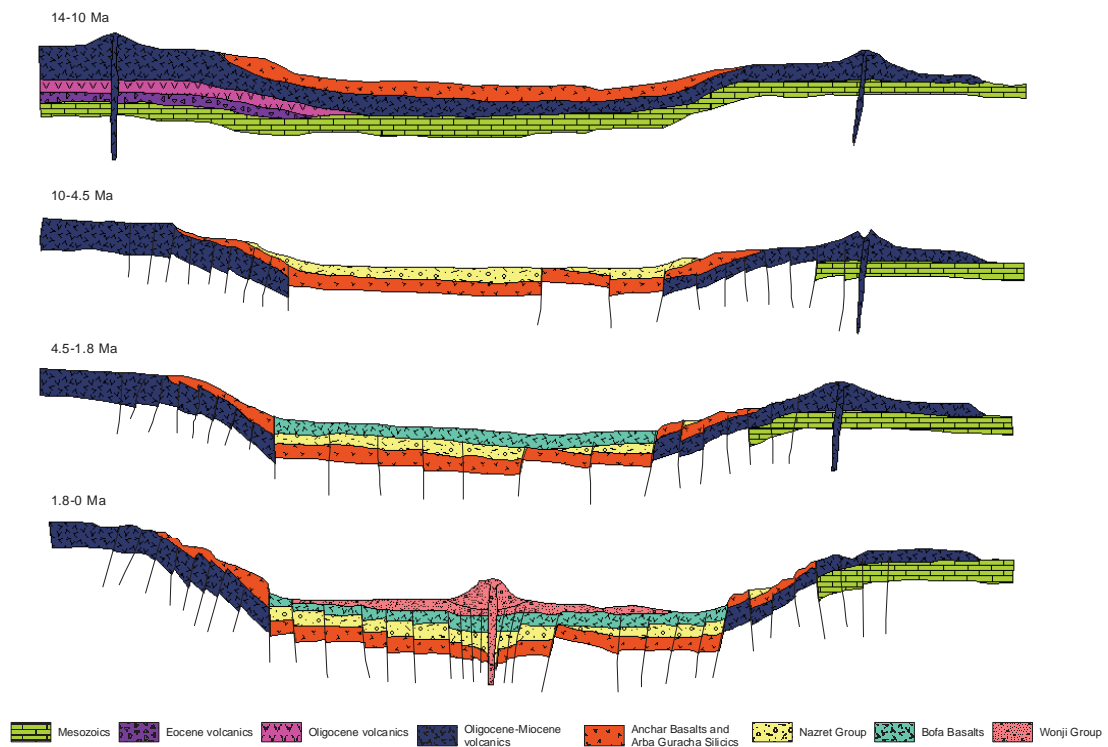 14-10 Ma
10-4.5 Ma
4.5-1.8 Ma
1.8-0 Ma
Mesozoics
Eocene volcanics
Oligocene volcanics
Oligocene-Miocene
volcanics
Anchar Basalts and
Arba Guracha Silicics
Nazret Group
Bofa Basalts
Wonji Group